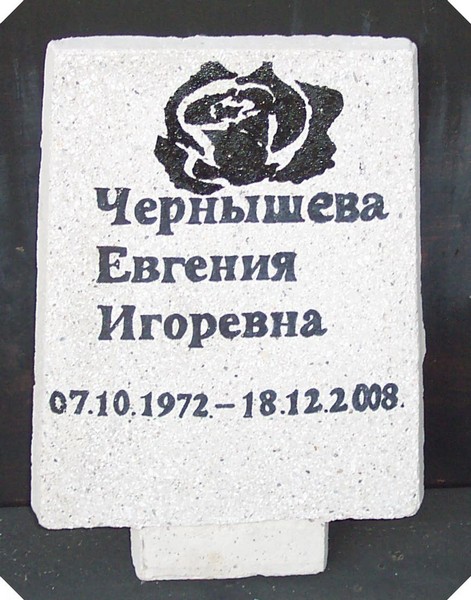 Чернышева
Евгения
Игоревна
07.10.1972.-18.12.2008.